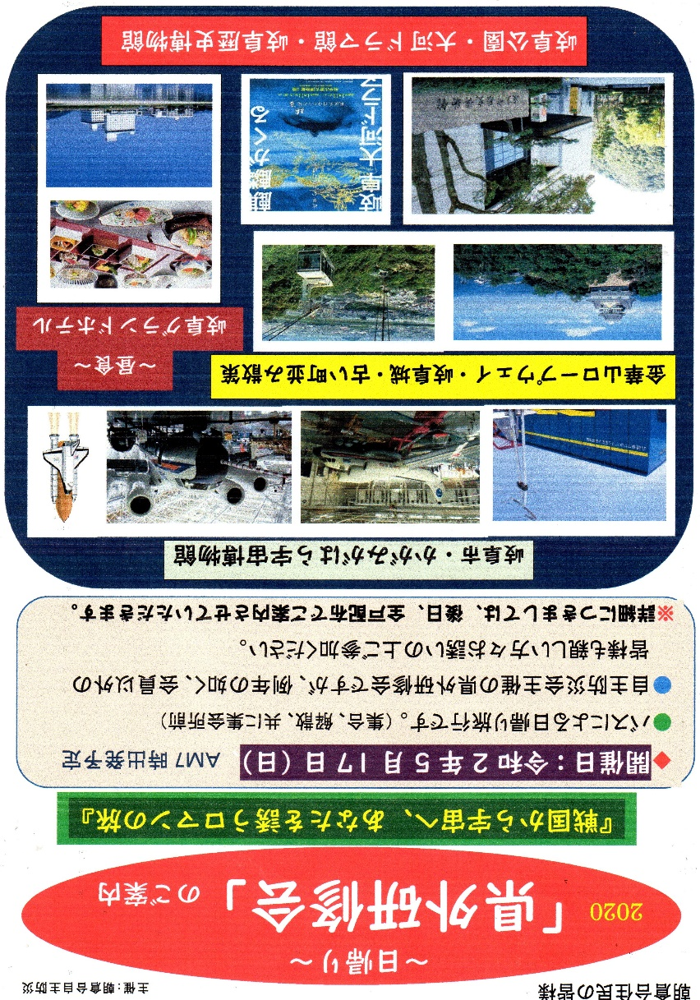 朝倉台住民の皆様
主催：朝倉台自主防災
～日帰り～
2020
「県外研修会」のご案内
『戦国から宇宙へ、あなたを誘うロマンの旅』
◆開催日：令和２年５月１７日（日） AM7時出発予定
●バスによる日帰り旅行です。（集合、解散、共に集会所前）
●自主防災会主催の県外研修会ですが、例年の如く、会員以外の
皆様も親しい方々お誘いの上ご参加ください。
※詳細につきましては、後日、全戸配布でご案内させていただきます。
岐阜市・かがみがはら宇宙博物館
金華山ロープウェイ・岐阜城・古い町並み散策
～昼食～
岐阜グランドホテル
麒麟がくる
岐阜 大河ドラマ
岐阜公園・大河ドラマ館・岐阜歴史博物館